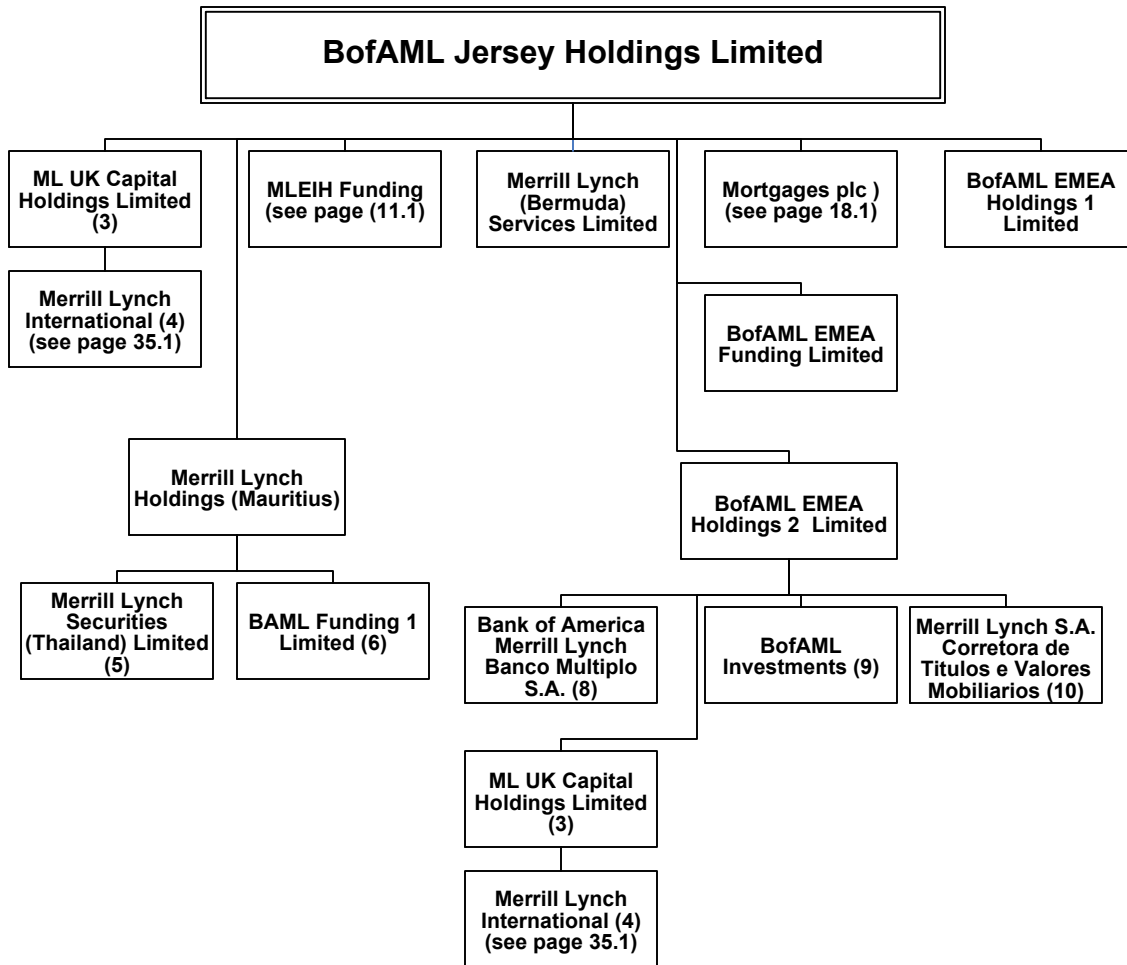 BofAML Jersey Holdings Limited
ML UK Capital
Holdings Limited
(3)
MLEIH Funding
(see page (11.1)
Merrill Lynch
(Bermuda)
Services Limited
Mortgages plc )
(see page 18.1)
BofAML EMEA
Holdings 1
Limited
Merrill Lynch
International (4)
(see page 35.1)
BofAML EMEA
Funding Limited
Merrill Lynch
Holdings (Mauritius)
BofAML EMEA
Holdings 2 Limited
Merrill Lynch
Securities
(Thailand) Limited
(5)
BAML Funding 1
Limited (6)
Bank of America
Merrill Lynch
Banco Multiplo
S.A. (8)
BofAML
Investments (9)
Merrill Lynch S.A.
Corretora de
Titulos e Valores
Mobiliarios (10)
ML UK Capital
Holdings Limited
(3)
Merrill Lynch
International (4)
(see page 35.1)